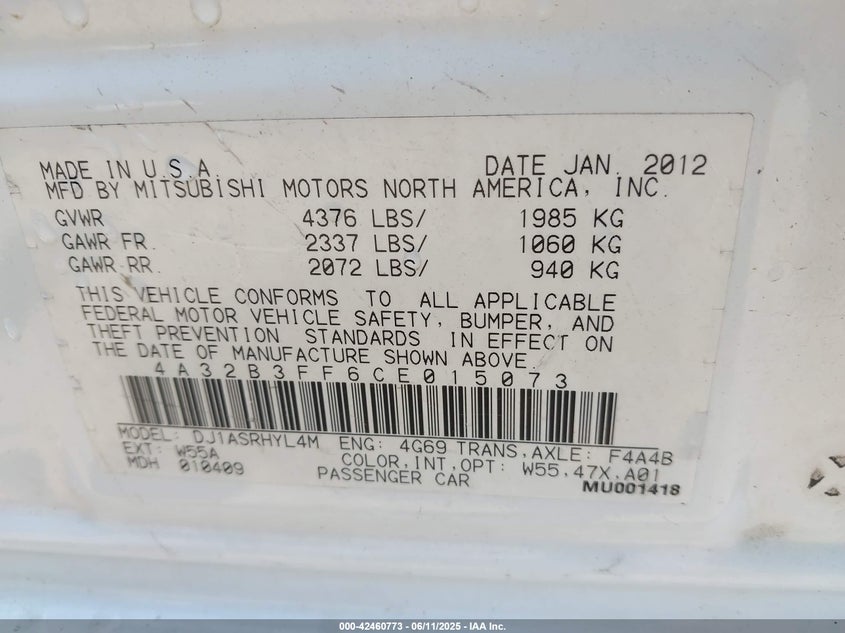 MADE IN U.S.A. DATE JAN. 2012
MFD BY MITSUBISHI MOTORS NORTH AMERICA, INC.
GVWR 4376 LBS/ 1985 KG
GAWR FR. 2337 LBS/ 1060 KG
GAWR RR. 2072 LBS/ 940 KG
THIS VEHICLE CONFORMS TO ALL APPLICABLE
FEDERAL MOTOR VEHICLE SAFETY, BUMPER, AND
THEFT PREVENTION STANDARDS IN EFFECT ON
THE DATE OF MANUFACTURE SHOWN ABOVE.
4A32B3FF6CE015073
MODEL: DJ1ASRHYL4M ENG: 4G69 TRANS,AXLE: F4A4B
EXT: W55A COLOR,INT,OPT: W55,47X,A01
MDH 010409 PASSENGER CAR
MU001418
000-42460773 - 06/11/2025 - IAA Inc.